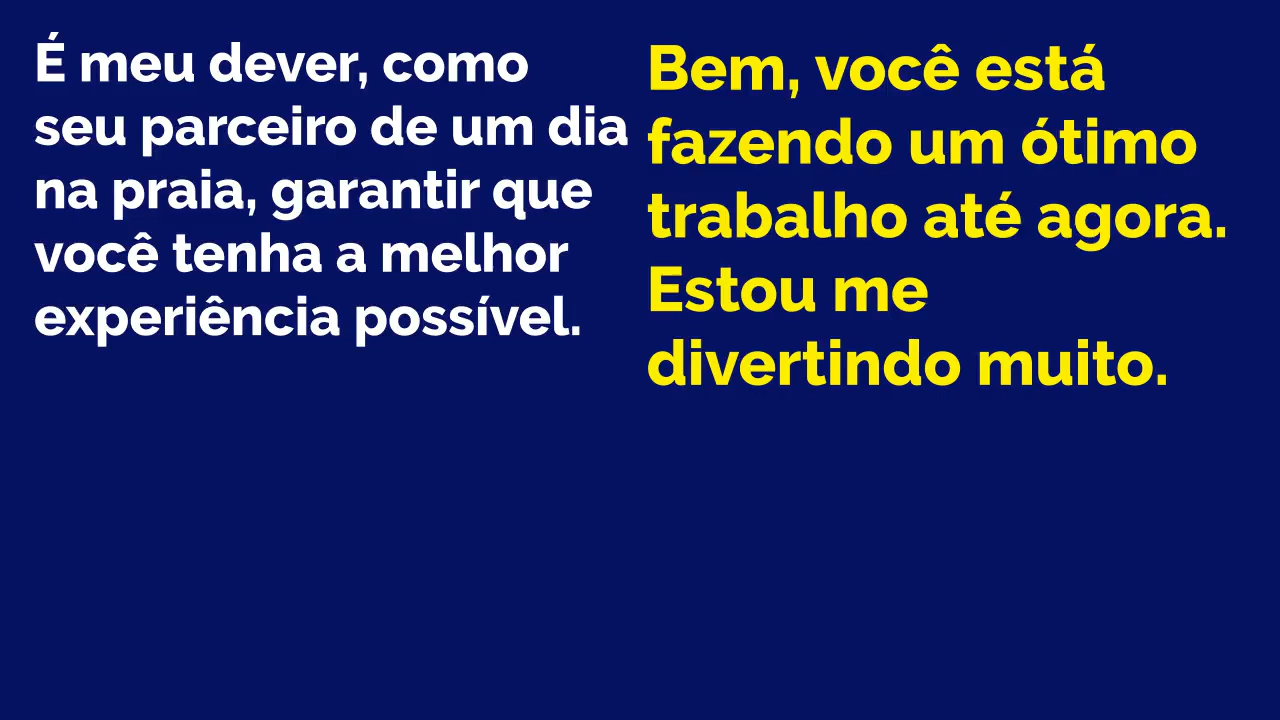 É meu dever, como
seu parceiro de um dia
na praia, garantir que
você tenha a melhor
experiência possível.
Bem, você está
fazendo um ótimo
trabalho até agora.
Estou me
divertindo muito.